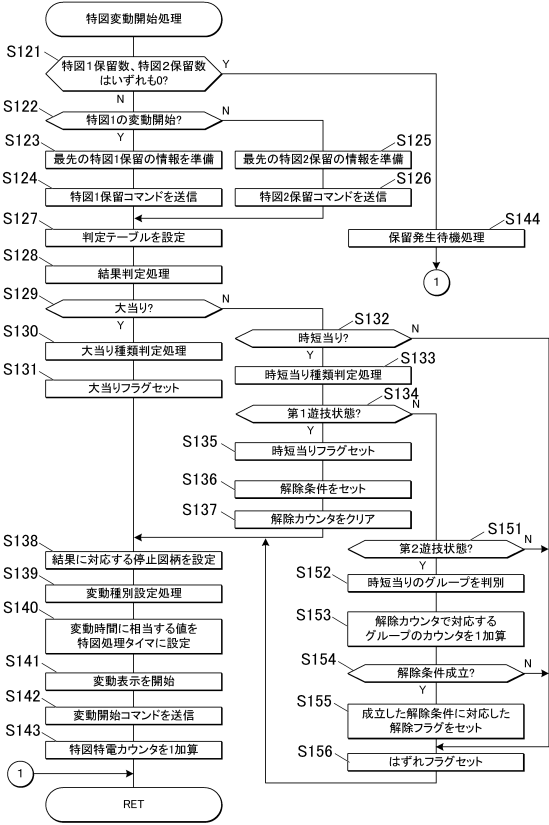 特図変動開始処理
S121
特図1保留数、特図2保留数
はいずれも0?
Y
N
S122
特図1の変動開始?
N
Y
S123
最先の特図1保留の情報を準備
S125
最先の特図2保留の情報を準備
S124
特図1保留コマンドを送信
S126
特図2保留コマンドを送信
S127
判定テーブルを設定
S144
保留発生待機処理
1
S128
結果判定処理
S129
大当り?
N
Y
S130
大当り種類判定処理
S131
大当りフラグセット
S132
時短当り?
N
Y
S133
時短当り種類判定処理
S134
第1遊技状態?
N
Y
S135
時短当りフラグセット
S136
解除条件をセット
S137
解除カウンタをクリア
S138
結果に対応する停止図柄を設定
S139
変動種別設定処理
S140
変動時間に相当する値を
特図処理タイマに設定
S141
変動表示を開始
S142
変動開始コマンドを送信
S143
特図特電カウンタを1加算
S151
第2遊技状態?
N
Y
S152
時短当りのグループを判別
S153
解除カウンタで対応する
グループのカウンタを1加算
S154
解除条件成立?
N
Y
S155
成立した解除条件に対応した
解除フラグをセット
S156
はずれフラグセット
1
RET